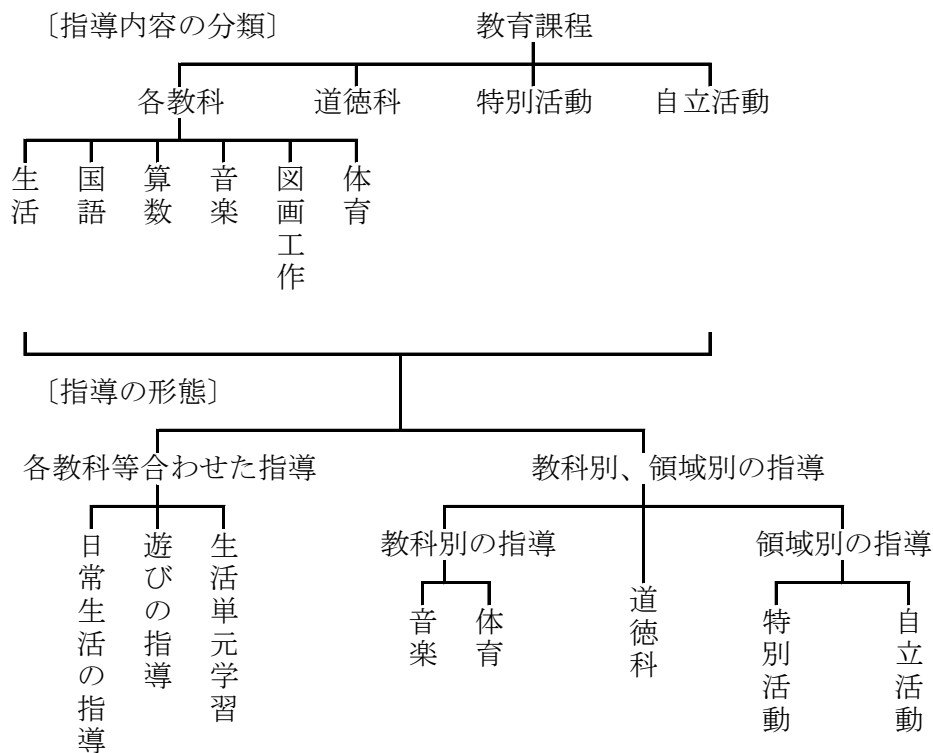 〔指導内容の分類〕
教育課程
各教科
道徳科
特別活動
自立活動
生活
国語
算数
音楽
図画工作
体育
〔指導の形態〕
各教科等合わせた指導
教科別、領域別の指導
日常生活の指導
遊びの指導
生活単元学習
教科別の指導
領域別の指導
音楽
体育
道徳科
特別活動
自立活動